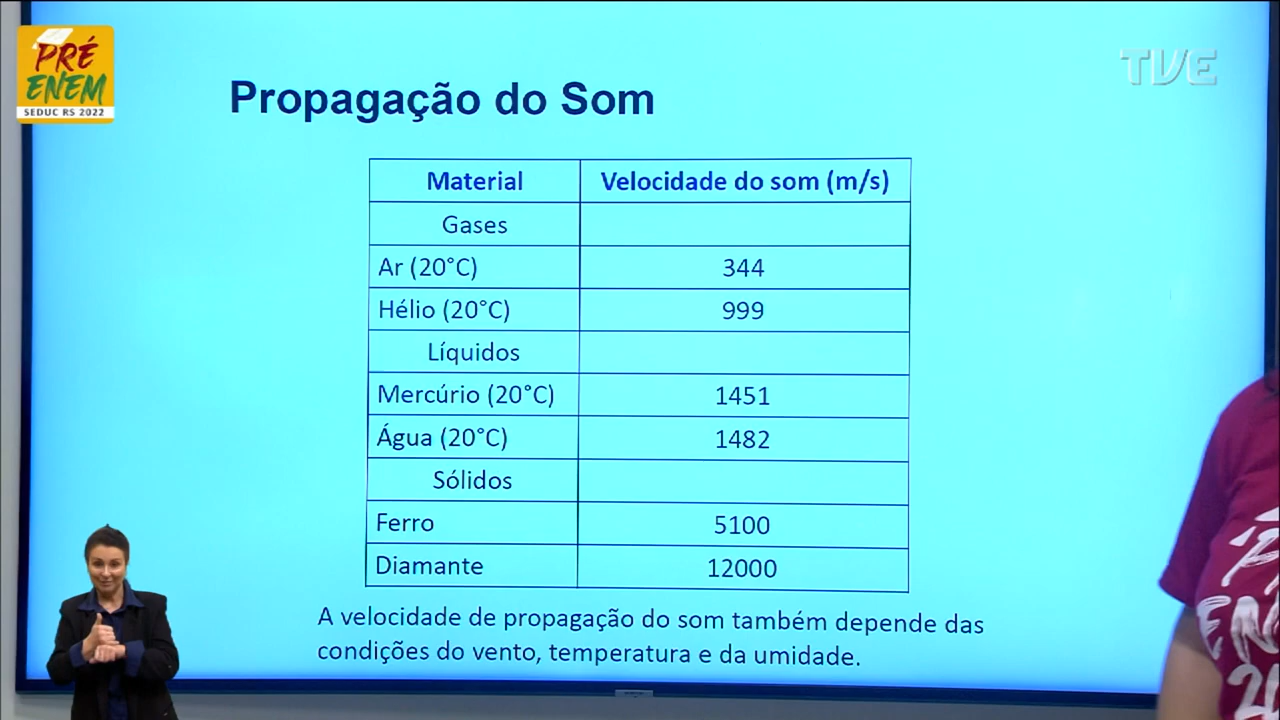 PRÉ
ENEM
SEDUC RS 2022
TVE
Propagação do Som
Material Velocidade do som (m/s)
Gases
Ar (20°C) 344
Hélio (20°C) 999
Líquidos
Mercúrio (20°C) 1451
Água (20°C) 1482
Sólidos
Ferro 5100
Diamante 12000
A velocidade de propagação do som também depende das
condições do vento, temperatura e da umidade.